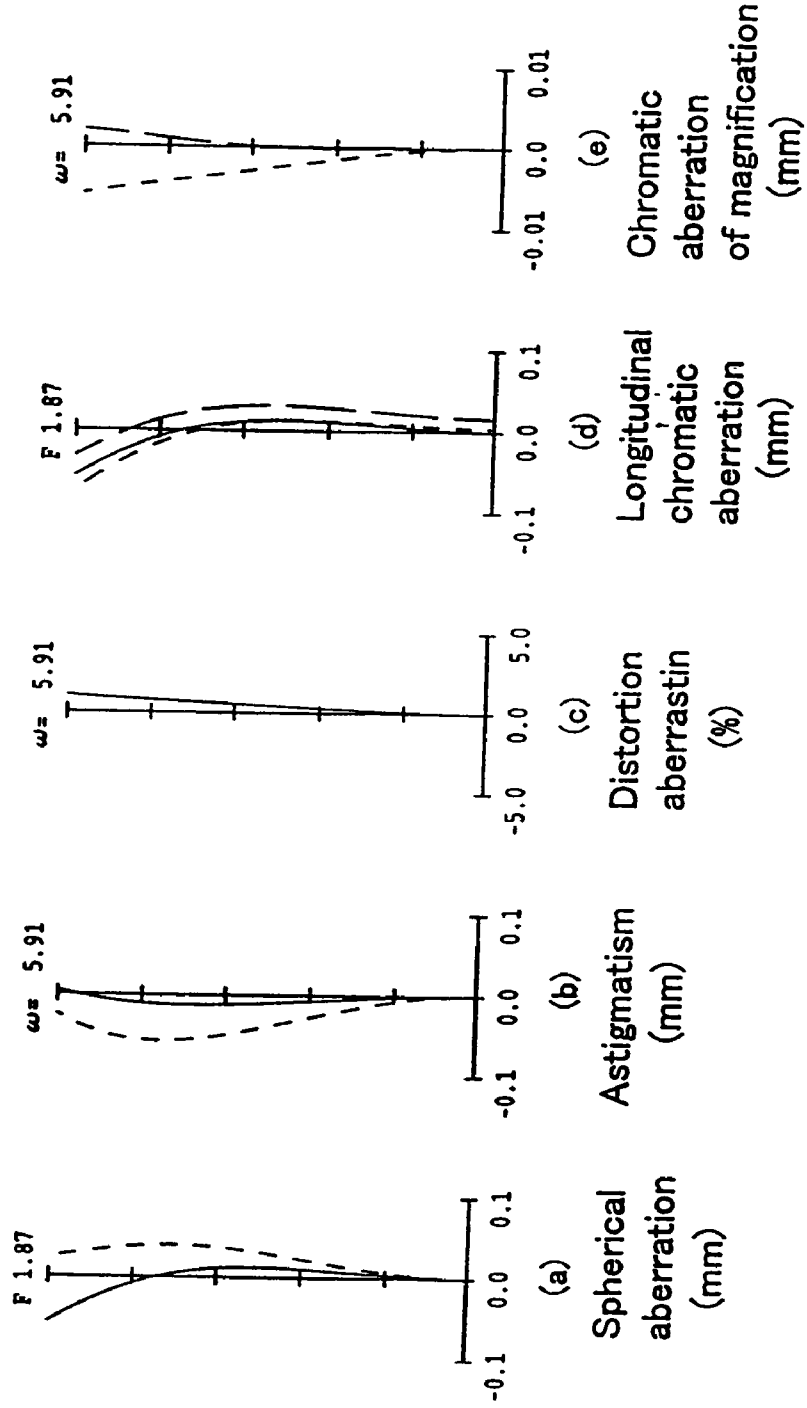 F 1.87
-0.1 0.0 0.1
(a)
Spherical
aberration
(mm)
ω= 5.91
-0.1 0.0 0.1
(b)
Astigmatism
(mm)
ω= 5.91
-5.0 0.0 5.0
(c)
Distortion
aberrastin
(%)
F 1.87
-0.1 0.0 0.1
(d)
Longitudinal
chromatic
aberration
(mm)
ω= 5.91
-0.01 0.0 0.01
(e)
Chromatic
aberration
of magnification
(mm)